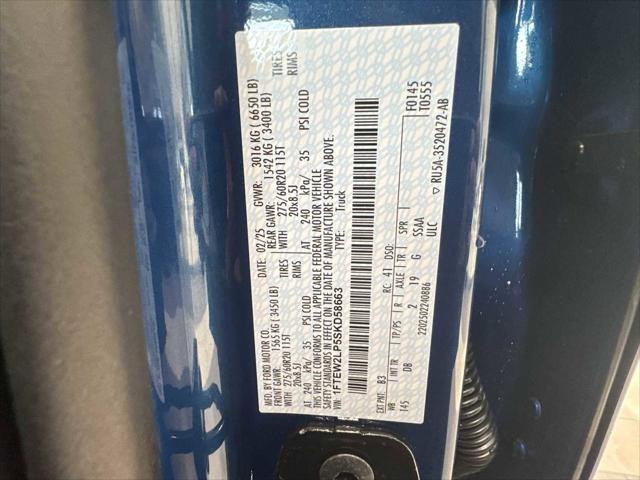 MFD. BY FORD MOTOR CO.
DATE: 02/25 GVWR: 3016 KG ( 6650 LB)
FRONT GAWR: 1565 KG ( 3450 LB) REAR GAWR: 1542 KG ( 3400 LB)
WITH 275/60R20 115T TIRES WITH 275/60R20 115T TIRES
20x8.5J RIMS 20x8.5J RIMS
AT 240 kPa/ 35 PSI COLD AT 240 kPa/ 35 PSI COLD
THIS VEHICLE CONFORMS TO ALL APPLICABLE FEDERAL MOTOR VEHICLE
SAFETY STANDARDS IN EFFECT ON THE DATE OF MANUFACTURE SHOWN ABOVE.
VIN: 1FTEW2LP5SKD58663 TYPE: Truck
F0145
T0555
EXT PNT: B3 RC: 41 DSO:
WB INT TR TP/PS R AXLE TR SPR
145 DB 2 19 G SSAA
ULC
2202502240886
▽ RU5A-3520472-AB